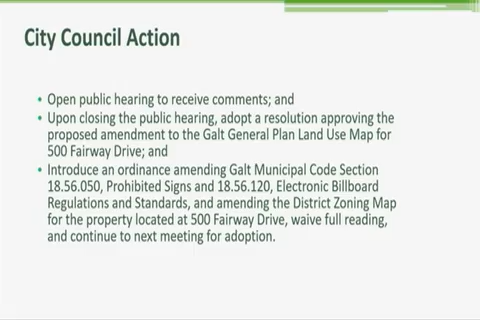 City Council Action
• Open public hearing to receive comments; and
• Upon closing the public hearing, adopt a resolution approving the
proposed amendment to the Galt General Plan Land Use Map for
500 Fairway Drive; and
• Introduce an ordinance amending Galt Municipal Code Section
18.56.050, Prohibited Signs and 18.56.120, Electronic Billboard
Regulations and Standards, and amending the District Zoning Map
for the property located at 500 Fairway Drive, waive full reading,
and continue to next meeting for adoption.